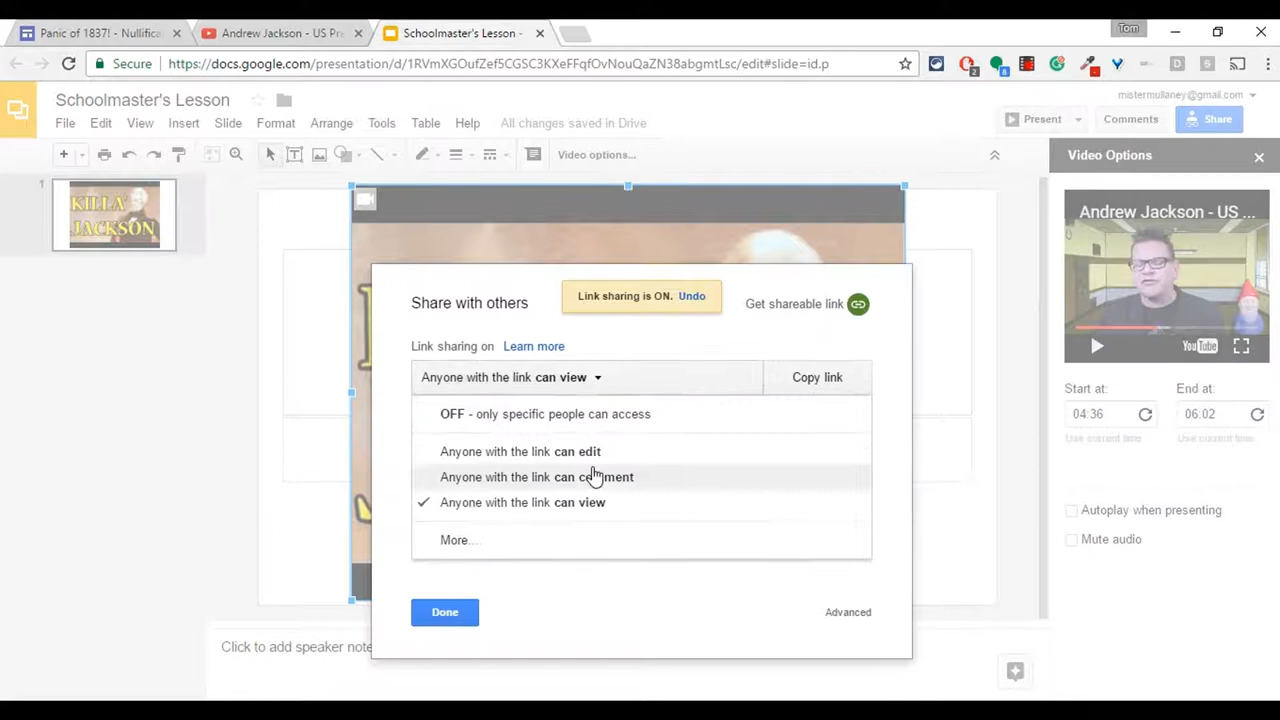 Panic of 1837! - Nullifica
Andrew Jackson - US Pre
Schoolmaster's Lesson -
Tom
Secure
https://docs.google.com/presentation/d/1RVmXGOufZef5CGSC3KXeFFqfOvNouQaZN38abgmtLsc/edit#slide=id.p
2
8
D
S
Schoolmaster's Lesson
mistermullaney@gmail.com
File Edit View Insert Slide Format Arrange Tools Table Help All changes saved in Drive
Present
Comments
Share
Video options...
Video Options
1
KILLA
JACKSON
Andrew Jackson - US ...
YouTube
Start at:
End at:
04:36
06:02
Use current time
Use current time
Autoplay when presenting
Mute audio
Share with others
Link sharing is ON. Undo
Get shareable link
Link sharing on Learn more
Anyone with the link can view
Copy link
OFF - only specific people can access
Anyone with the link can edit
Anyone with the link can comment
Anyone with the link can view
More...
Done
Advanced
Click to add speaker note